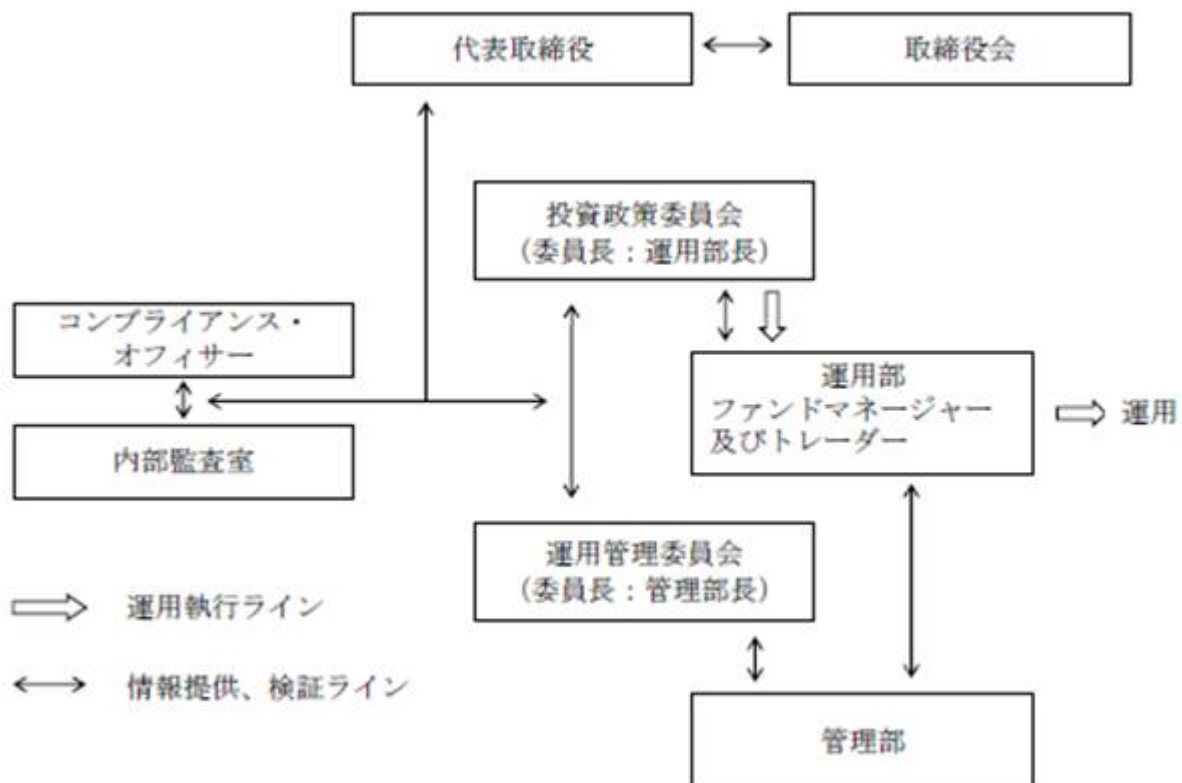 代表取締役
取締役会
投資政策委員会
(委員長:運用部長)
コンプライアンス・
オフィサー
内部監査室
運用部
ファンドマネージャー
及びトレーダー
運用
運用管理委員会
(委員長:管理部長)
運用執行ライン
情報提供、検証ライン
管理部